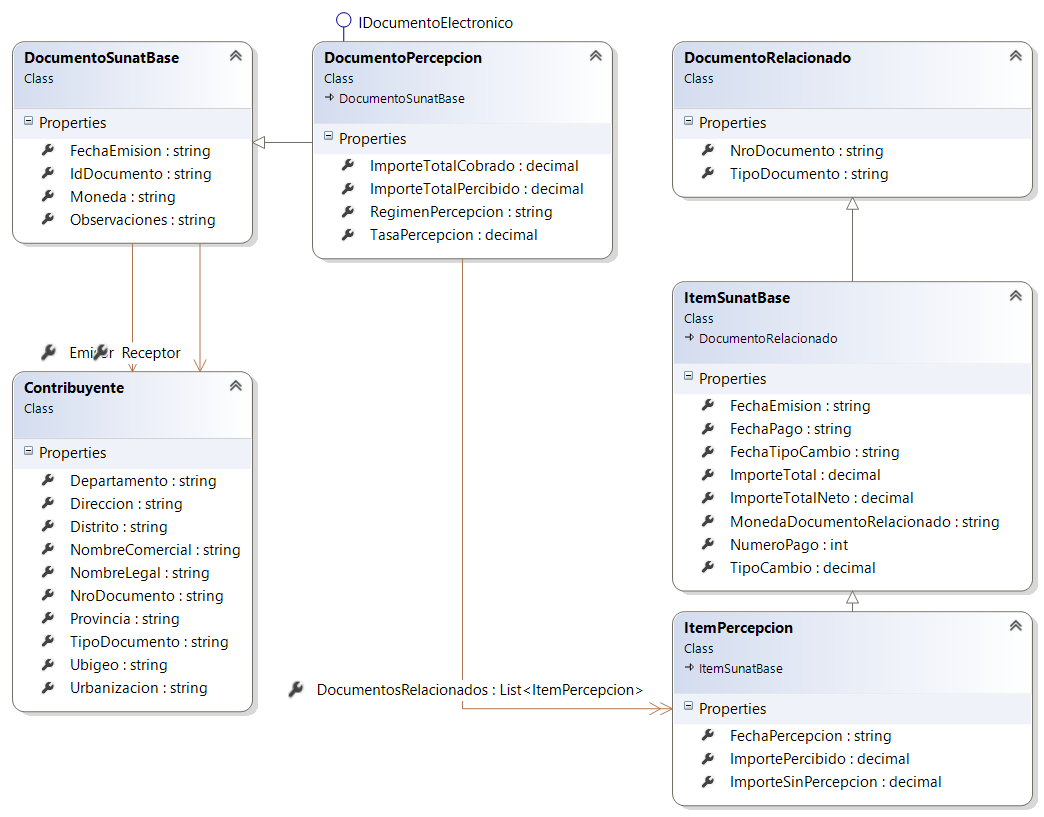 IDocumentoElectronico
DocumentoSunatBase
Class
Properties
FechaEmision : string
IdDocumento : string
Moneda : string
Observaciones : string
DocumentoPercepcion
Class
DocumentoSunatBase
Properties
ImporteTotalCobrado : decimal
ImporteTotalPercibido : decimal
RegimenPercepcion : string
TasaPercepcion : decimal
DocumentoRelacionado
Class
Properties
NroDocumento : string
TipoDocumento : string
Emisor
Receptor
Contribuyente
Class
Properties
Departamento : string
Direccion : string
Distrito : string
NombreComercial : string
NombreLegal : string
NroDocumento : string
Provincia : string
TipoDocumento : string
Ubigeo : string
Urbanizacion : string
ItemSunatBase
Class
DocumentoRelacionado
Properties
FechaEmision : string
FechaPago : string
FechaTipoCambio : string
ImporteTotal : decimal
ImporteTotalNeto : decimal
MonedaDocumentoRelacionado : string
NumeroPago : int
TipoCambio : decimal
DocumentosRelacionados : List<ItemPercepcion>
ItemPercepcion
Class
ItemSunatBase
Properties
FechaPercepcion : string
ImportePercibido : decimal
ImporteSinPercepcion : decimal